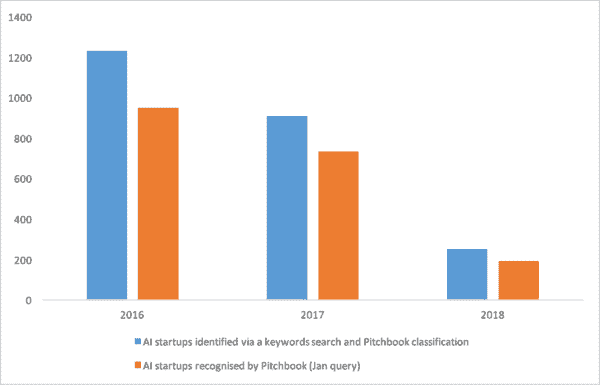 1400
1200
1000
800
600
400
200
0
2016 2017 2018
AI startups identified via a keywords search and Pitchbook classification
AI startups recognised by Pitchbook (Jan query)